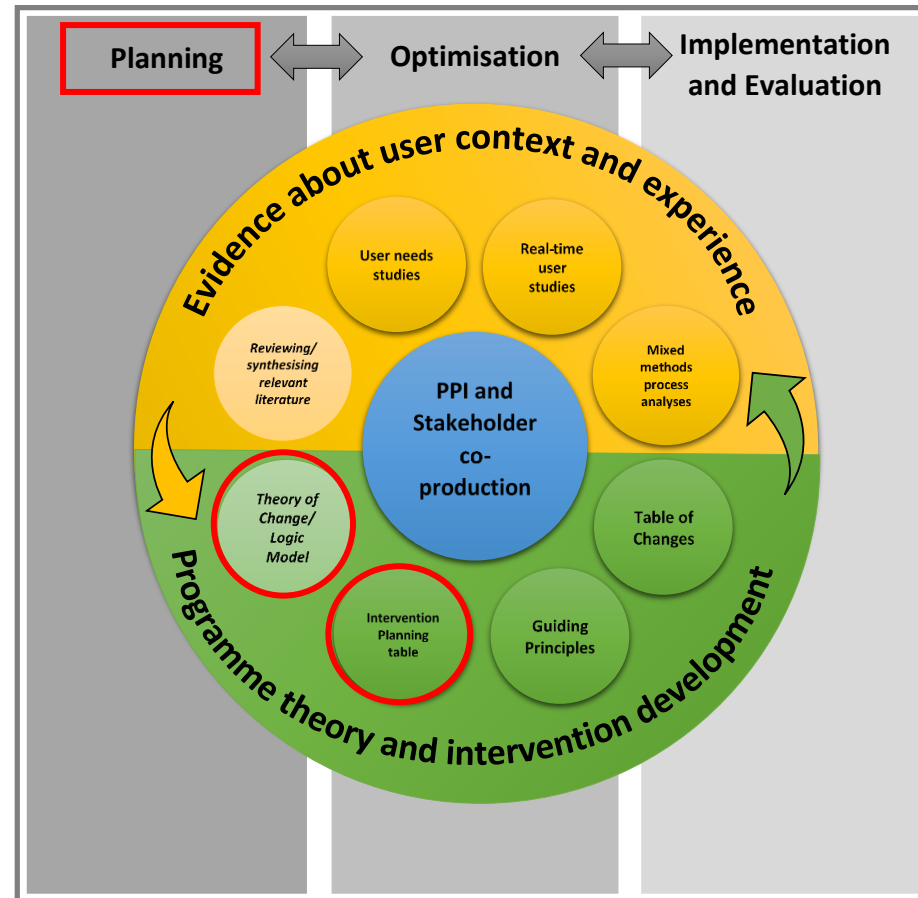 Planning
Optimisation
Implementation
and Evaluation
Evidence about user context and experience
User needs
studies
Real-time
user
studies
Reviewing/
synthesising
relevant
literature
Mixed
methods
process
analyses
PPI and
Stakeholder
co-
production
Theory of
Change/
Logic
Model
Table of
Changes
Intervention
Planning
table
Guiding
Principles
Programme theory and intervention development